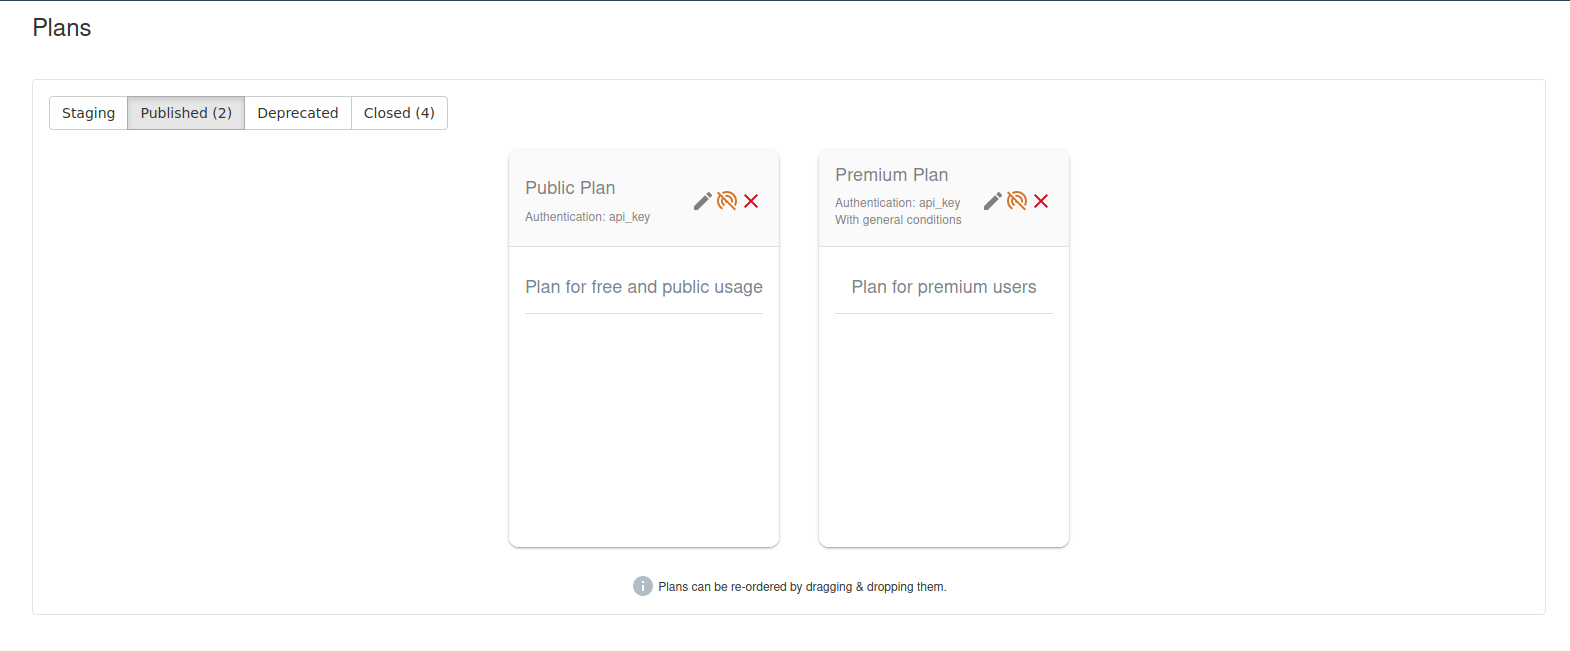 Plans
Staging
Published (2)
Deprecated
Closed (4)
Public Plan
Authentication: api_key
Plan for free and public usage
Premium Plan
Authentication: api_key
With general conditions
Plan for premium users
Plans can be re-ordered by dragging & dropping them.